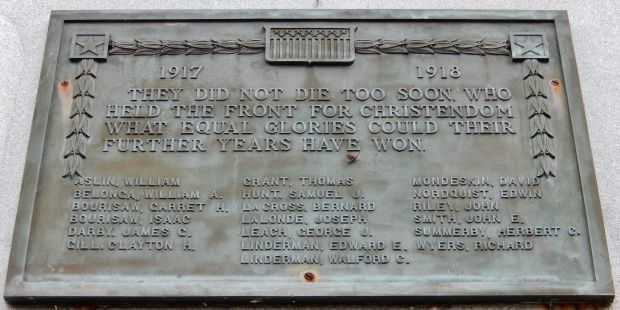 1917 1918
THEY DID NOT DIE TOO SOON, WHO
HELD THE FRONT FOR CHRISTENDOM
WHAT EQUAL GLORIES COULD THEIR
FURTHER YEARS HAVE WON.
ASLIN, WILLIAM
BELONGA, WILLIAM A.
BOURISAW, GARRET H.
BOURISAW, ISAAC
DARBY, JAMES C.
GILL, CLAYTON H.
GRANT, THOMAS
HUNT, SAMUEL J.
LA CROSS, BERNARD
LALONDE, JOSEPH
LEACH, GEORGE J.
LINDERMAN, EDWARD E.
LINDERMAN, WALFORD C.
MONDESKIN, DAVID
NORDQUIST, EDWIN
RILEY, JOHN
SMITH, JOHN E.
SUMMERBY, HERBERT C.
WYERS, RICHARD